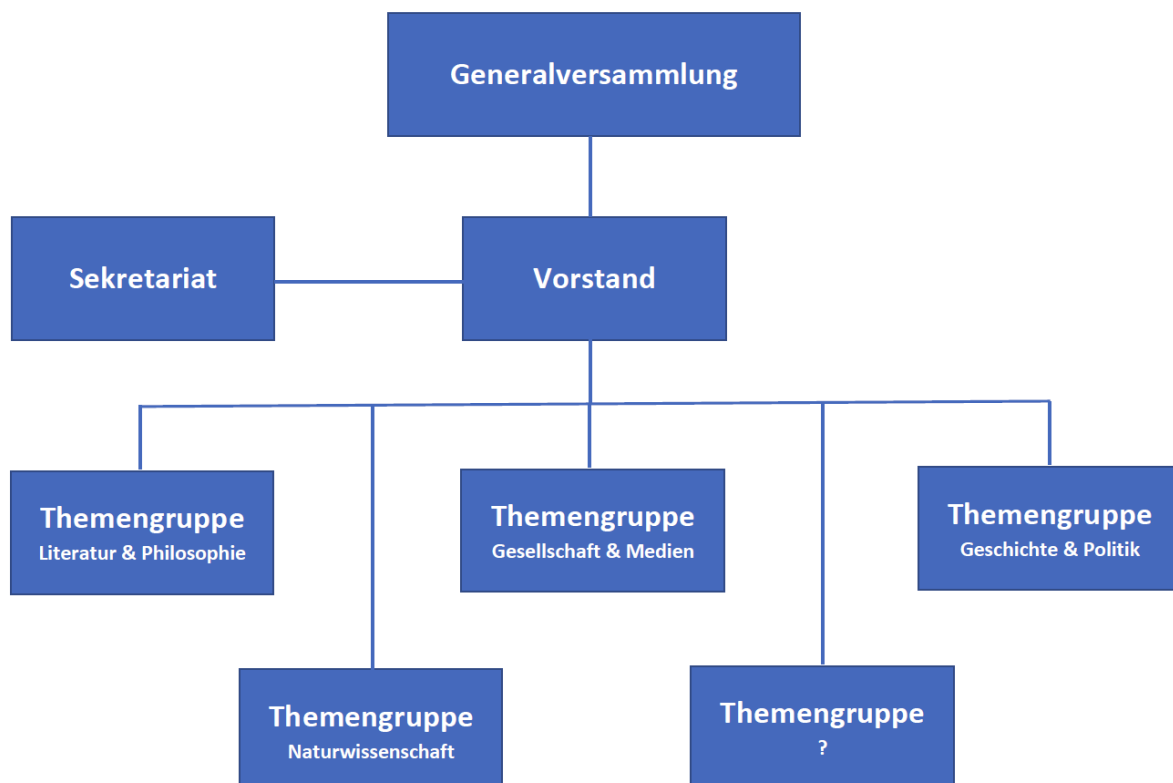 Generalversammlung
Sekretariat
Vorstand
Themengruppe
Literatur & Philosophie
Themengruppe
Gesellschaft & Medien
Themengruppe
Geschichte & Politik
Themengruppe
Naturwissenschaft
Themengruppe
?